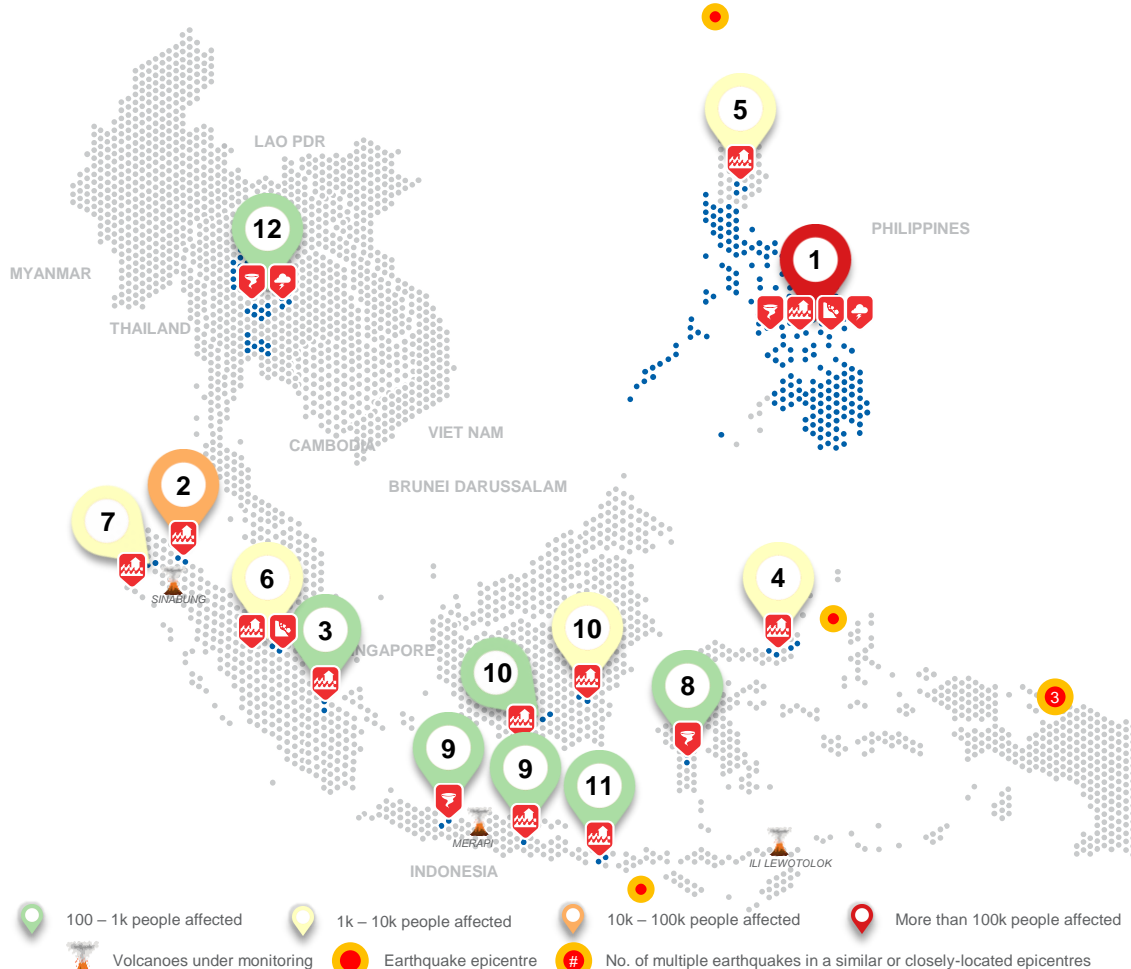 5
LAO PDR
12
PHILIPPINES
1
MYANMAR
THAILAND
VIET NAM
CAMBODIA
BRUNEI DARUSSALAM
2
7
SINABUNG
6
4
3
10
NGAPORE
10
8
3
9
9
11
MERAPI
ILI LEWOTOLOK
INDONESIA
100 – 1k people affected
1k – 10k people affected
10k – 100k people affected
More than 100k people affected
Volcanoes under monitoring
Earthquake epicentre
#
No. of multiple earthquakes in a similar or closely-located epicentres